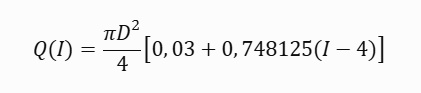 Q(I) = πD²/4 [0,03 + 0,748125(I − 4)]